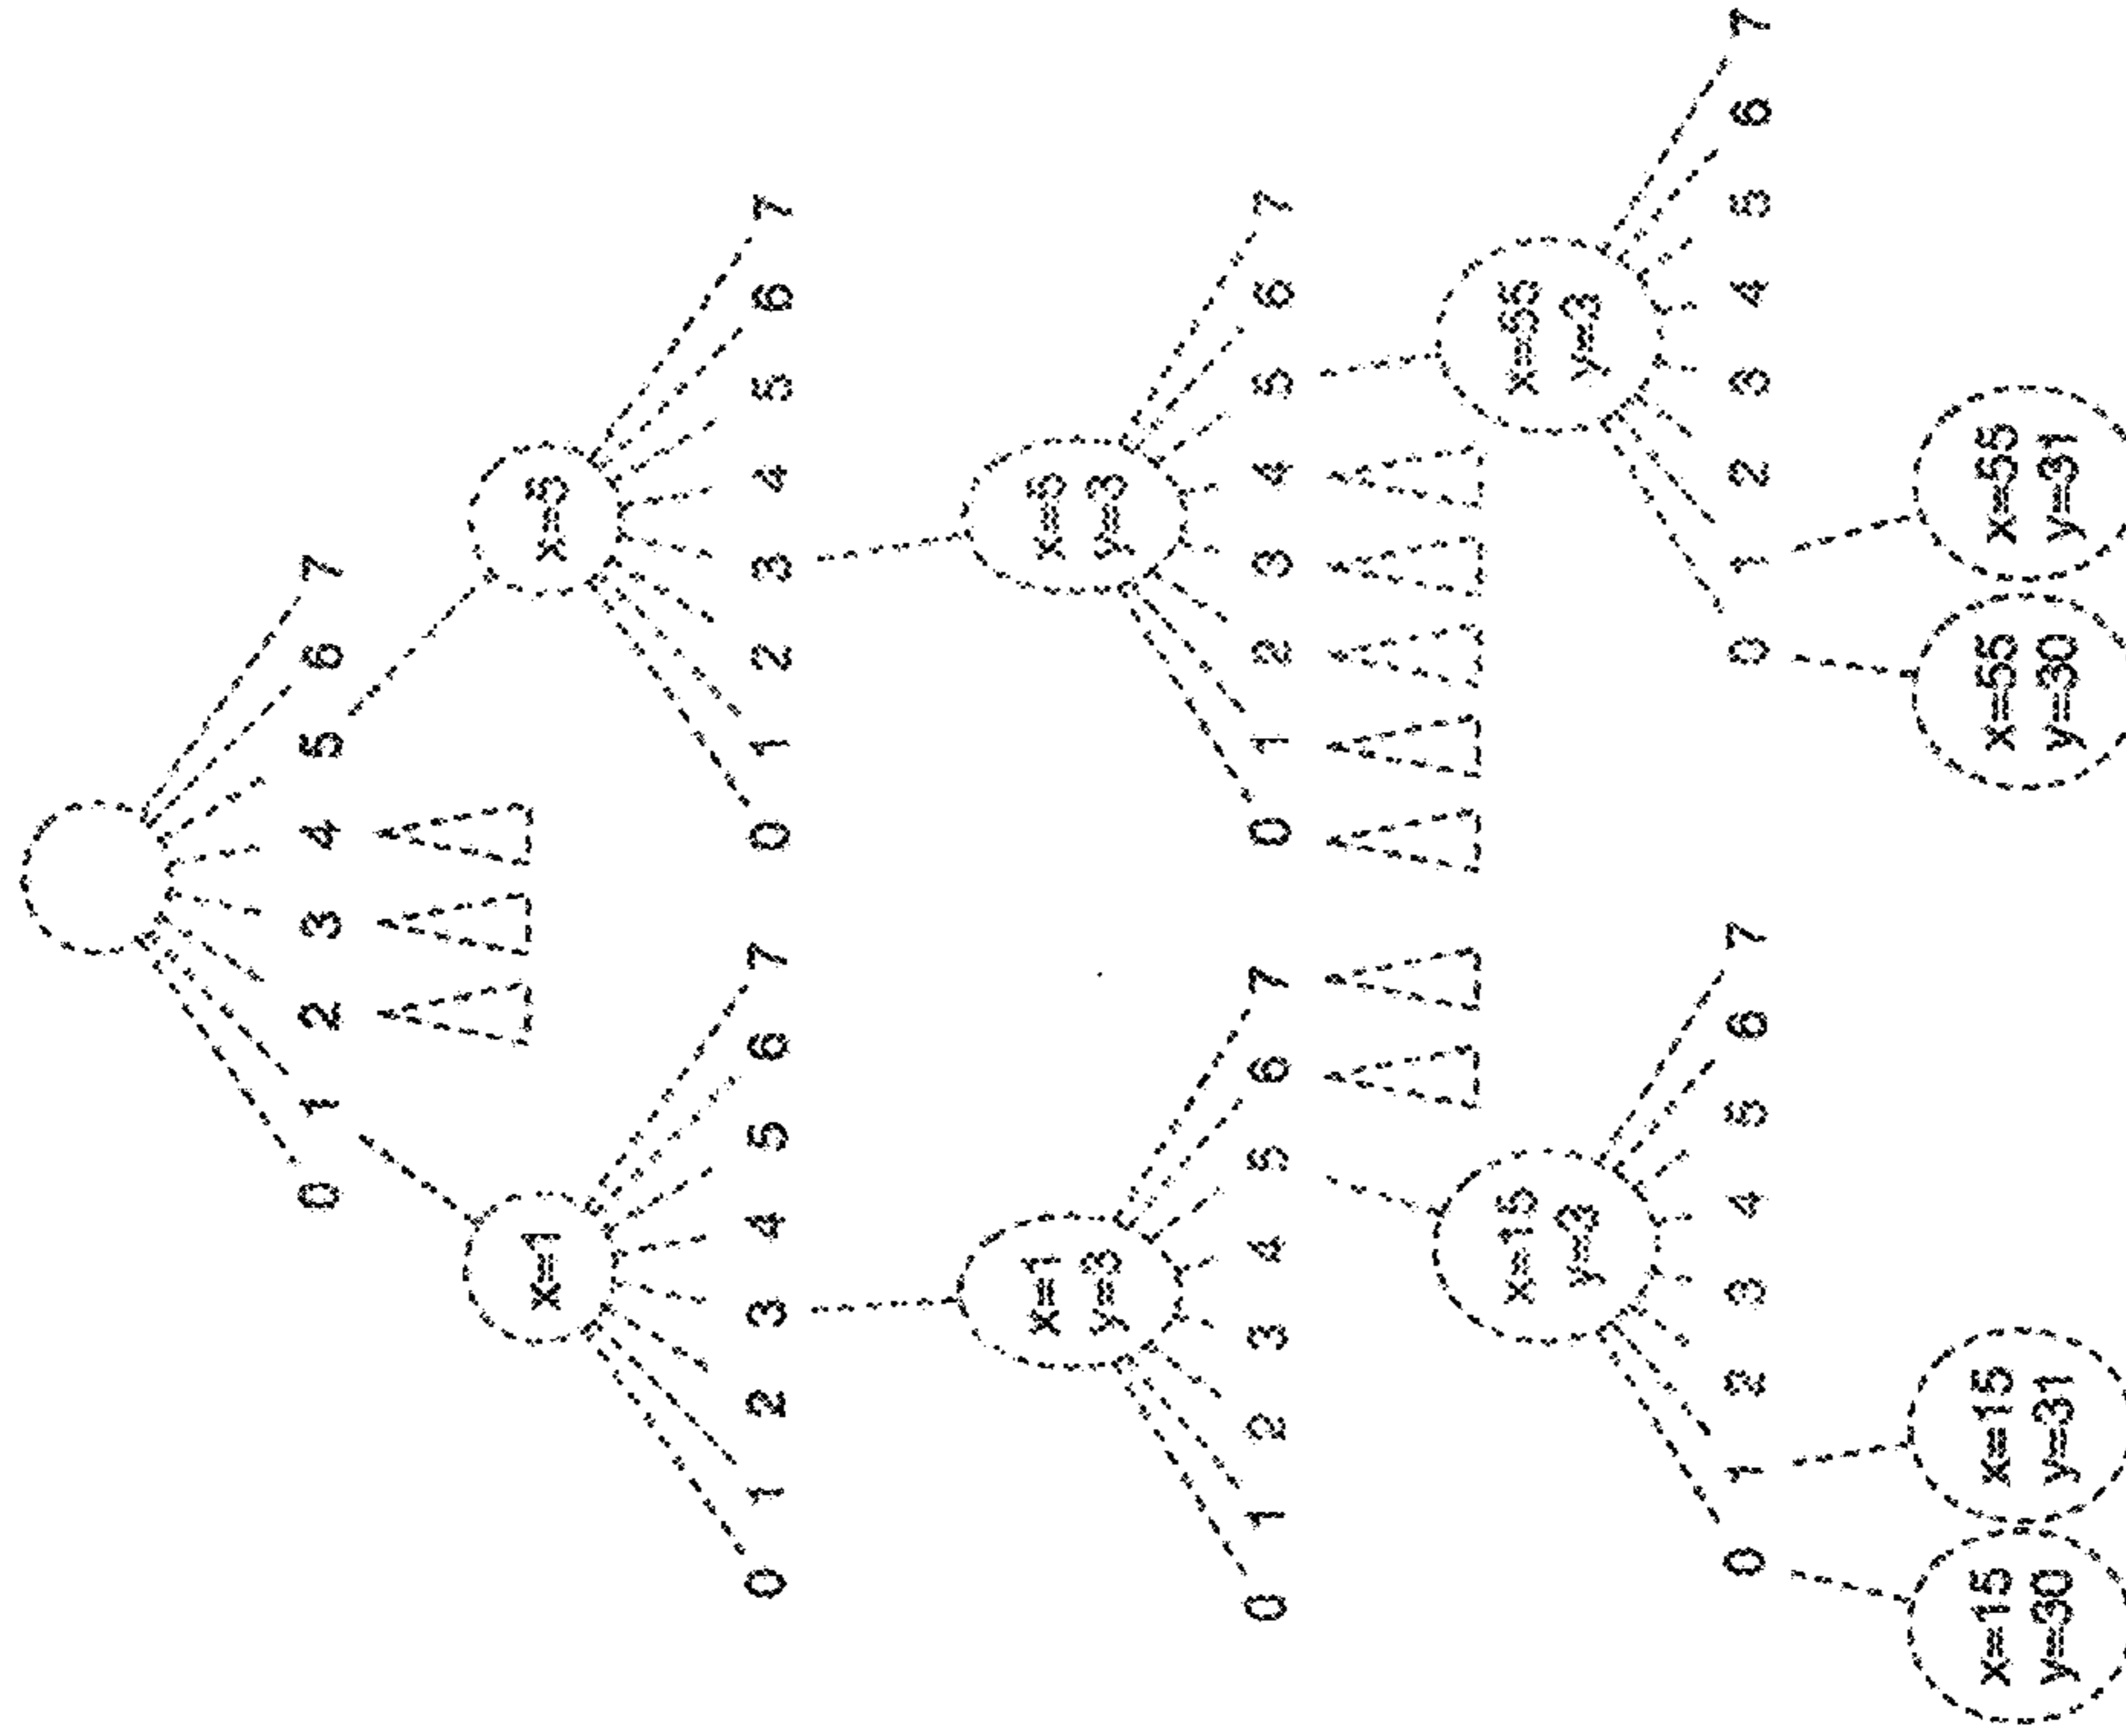 0 1 2 3 4 5 6 7
x=1 x=5
0 1 2 3 4 5 6 7 0 1 2 3 4 5 6 7
x=1 x=5
y=3 y=3
0 1 2 3 4 5 6 7 0 1 2 3 4 5 6 7
x=15 x=55
y=3 y=3
0 1 2 3 4 5 6 7 0 1 2 3 4 5 6 7
x=15 x=15 x=55 x=55
y=30 y=31 y=30 y=31